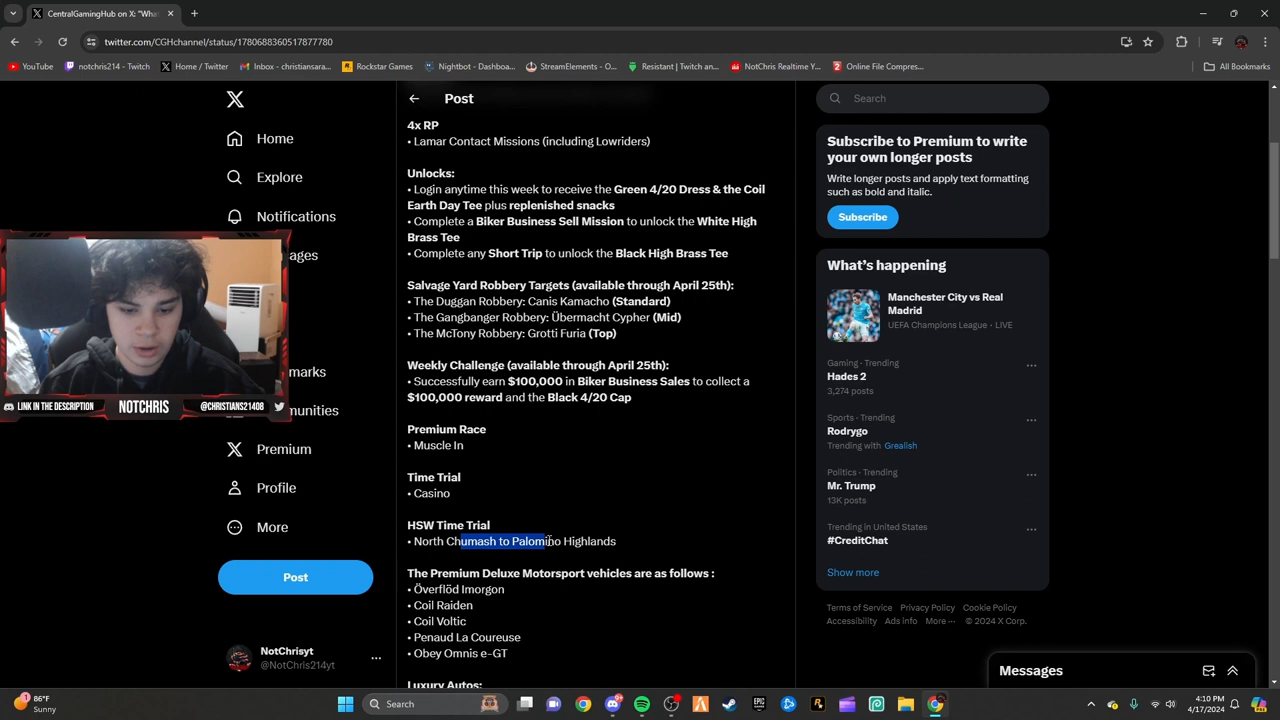 CentralGamingHub on X: "What
twitter.com/CGHchannel/status/1780688360517877780
YouTube
notchris214 - Twitch
Home / Twitter
Inbox - christiansara...
Rockstar Games
Nightbot - Dashboa...
StreamElements - O...
Resistant | Twitch an...
NotChris Realtime Y...
Online File Compres...
All Bookmarks
Home
Explore
Notifications
ages
marks
munities
Premium
Profile
More
Post
NotChrisyt
@NotChris214yt
LINK IN THE DESCRIPTION
NOTCHRIS
@CHRISTIANS21408
Post
4x RP
• Lamar Contact Missions (including Lowriders)
Unlocks:
• Login anytime this week to receive the Green 4/20 Dress & the Coil
Earth Day Tee plus replenished snacks
• Complete a Biker Business Sell Mission to unlock the White High
Brass Tee
• Complete any Short Trip to unlock the Black High Brass Tee
Salvage Yard Robbery Targets (available through April 25th):
• The Duggan Robbery: Canis Kamacho (Standard)
• The Gangbanger Robbery: Übermacht Cypher (Mid)
• The McTony Robbery: Grotti Furia (Top)
Weekly Challenge (available through April 25th):
• Successfully earn $100,000 in Biker Business Sales to collect a
$100,000 reward and the Black 4/20 Cap
Premium Race
• Muscle In
Time Trial
• Casino
HSW Time Trial
• North Chumash to Palomino Highlands
The Premium Deluxe Motorsport vehicles are as follows :
• Överflöd Imorgon
• Coil Raiden
• Coil Voltic
• Penaud La Coureuse
• Obey Omnis e-GT
Luxury Autos:
Search
Subscribe to Premium to write
your own longer posts
Write longer posts and apply text formatting
such as bold and italic.
Subscribe
What's happening
Manchester City vs Real
Madrid
UEFA Champions League · LIVE
Gaming · Trending
Hades 2
3,274 posts
Sports · Trending
Rodrygo
Trending with Grealish
Politics · Trending
Mr. Trump
13K posts
Trending in United States
#CreditChat
Show more
Terms of Service Privacy Policy Cookie Policy
Accessibility Ads info More ··· © 2024 X Corp.
Messages
86°F
Sunny
Search
4:10 PM
4/17/2024